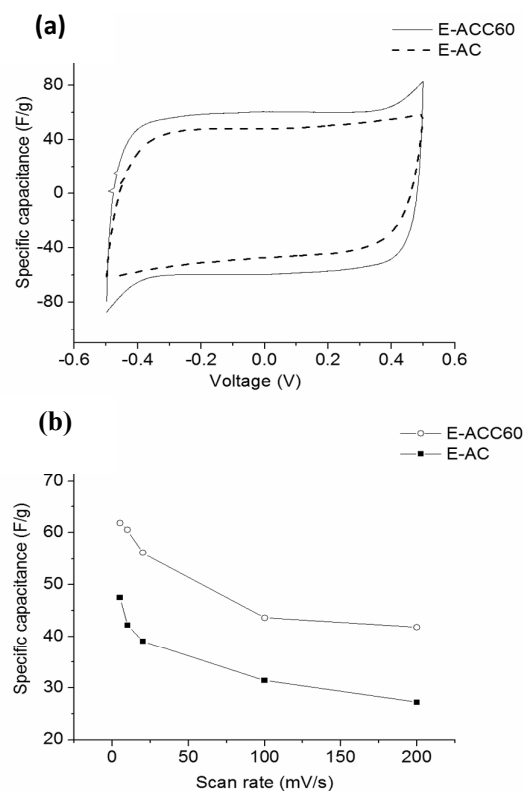 (a)
E-ACC60
E-AC
Specific capacitance (F/g)
80
40
0
-40
-80
-0.6 -0.4 -0.2 0.0 0.2 0.4 0.6
Voltage (V)
(b)
E-ACC60
E-AC
Specific capacitance (F/g)
70
60
50
40
30
20
0 50 100 150 200
Scan rate (mV/s)